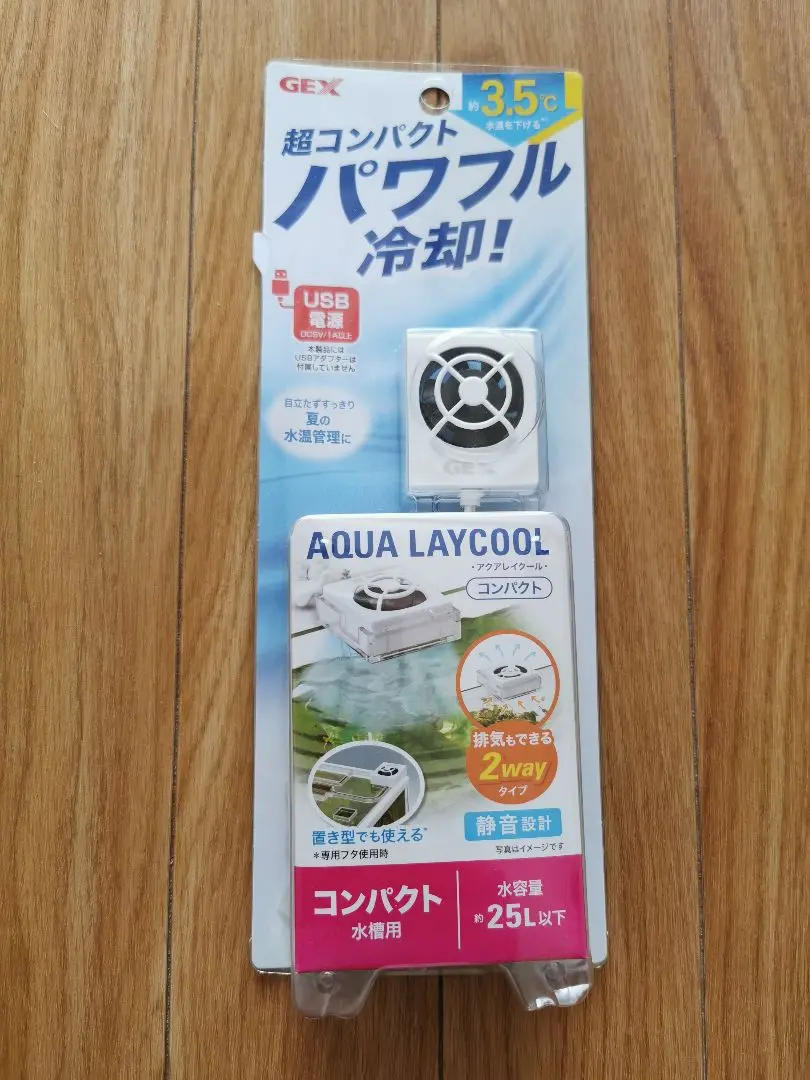 GEX
約3.5℃
水温を下げる
超コンパクト
パワフル
冷却!
USB
電源
DC5V/1A以上
本製品には
USBアダプターは
付属していません
目立たずすっきり
夏の
水温管理に
GEX
AQUA LAYCOOL
・アクアレイクール・
コンパクト
排気もできる
2way
タイプ
置き型でも使える*
*専用フタ使用時
静音設計
写真はイメージです
コンパクト
水槽用
水容量
約25L以下